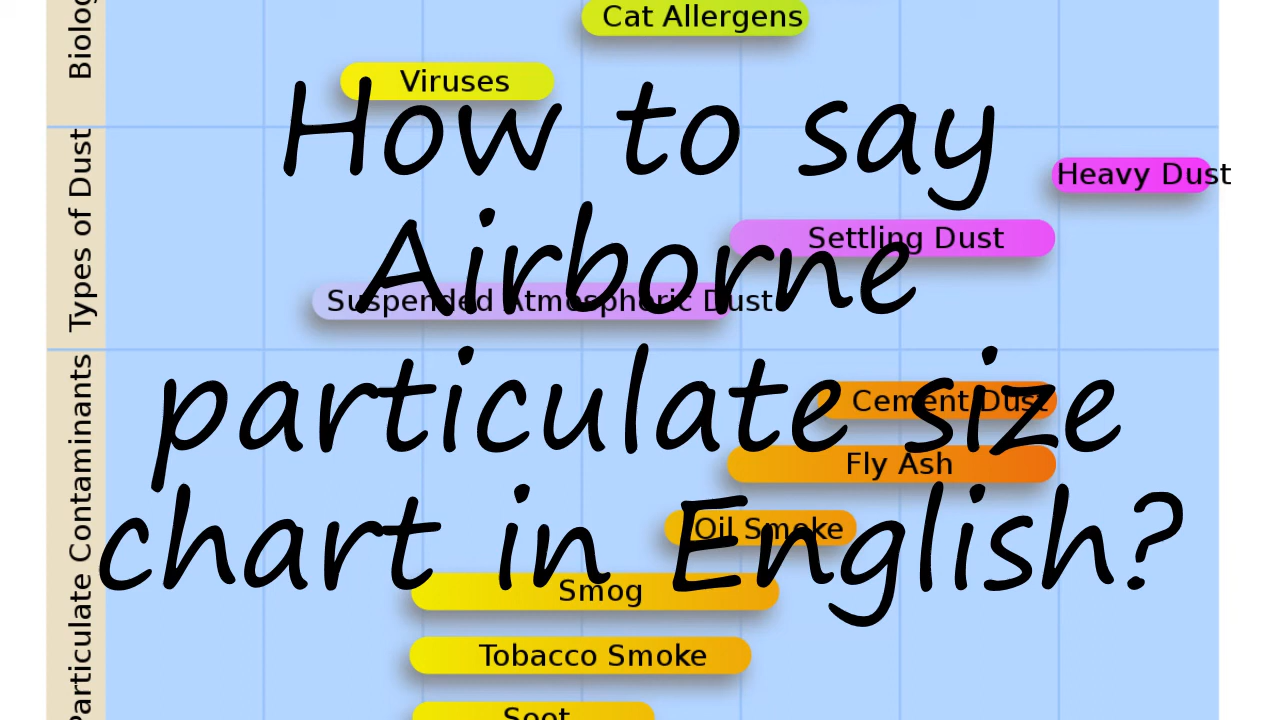 Biolog
Cat Allergens
Viruses
How to say
Types of Dust
Heavy Dust
Settling Dust
Airborne
Suspended Atmospheric Dust
Particulate Contaminants
particulate size
Cement Dust
Fly Ash
chart in English?
Oil Smoke
Smog
Tobacco Smoke
Soot